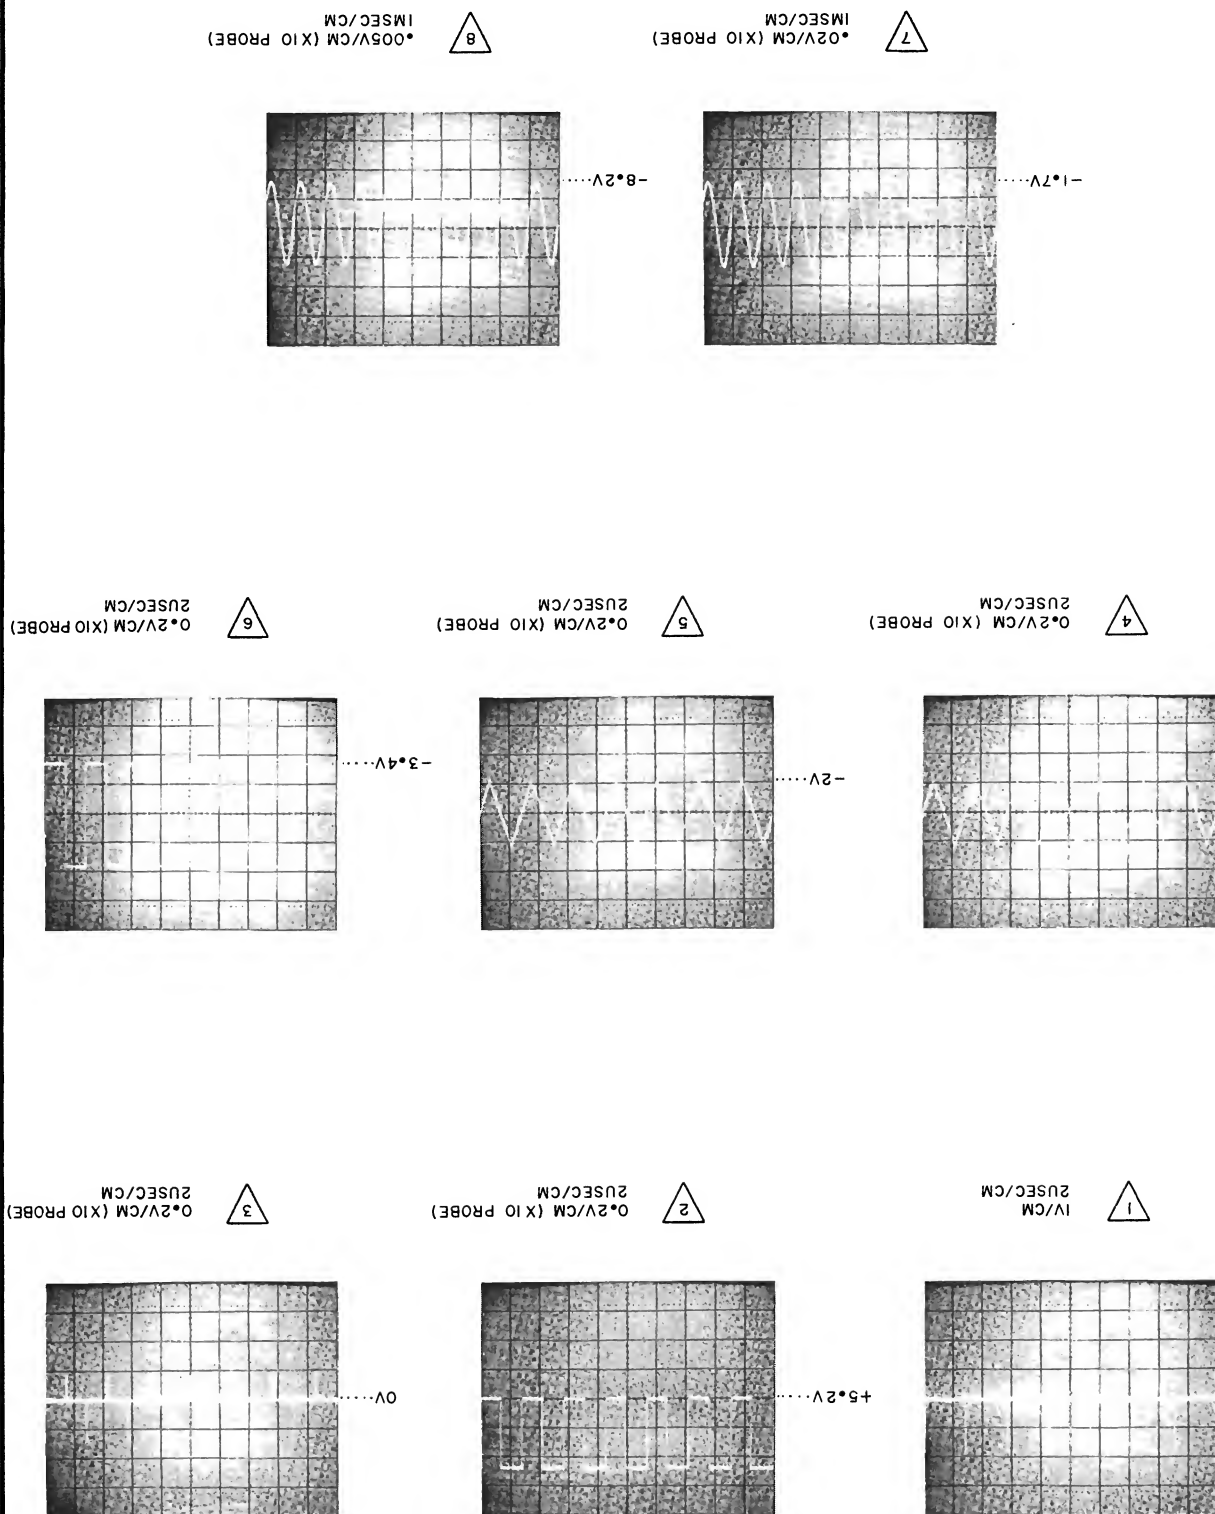 +5•2V.....
0V.....
1
1V/CM
2USEC/CM
2
0•2V/CM (X10 PROBE)
2USEC/CM
3
0•2V/CM (X10 PROBE)
2USEC/CM
-2V.....
-3•4V.....
4
0•2V/CM (X10 PROBE)
2USEC/CM
5
0•2V/CM (X10 PROBE)
2USEC/CM
6
0•2V/CM (X10 PROBE)
2USEC/CM
-1•7V.....
-8•2V.....
7
•02V/CM (X10 PROBE)
1MSEC/CM
8
•005V/CM (X10 PROBE)
1MSEC/CM